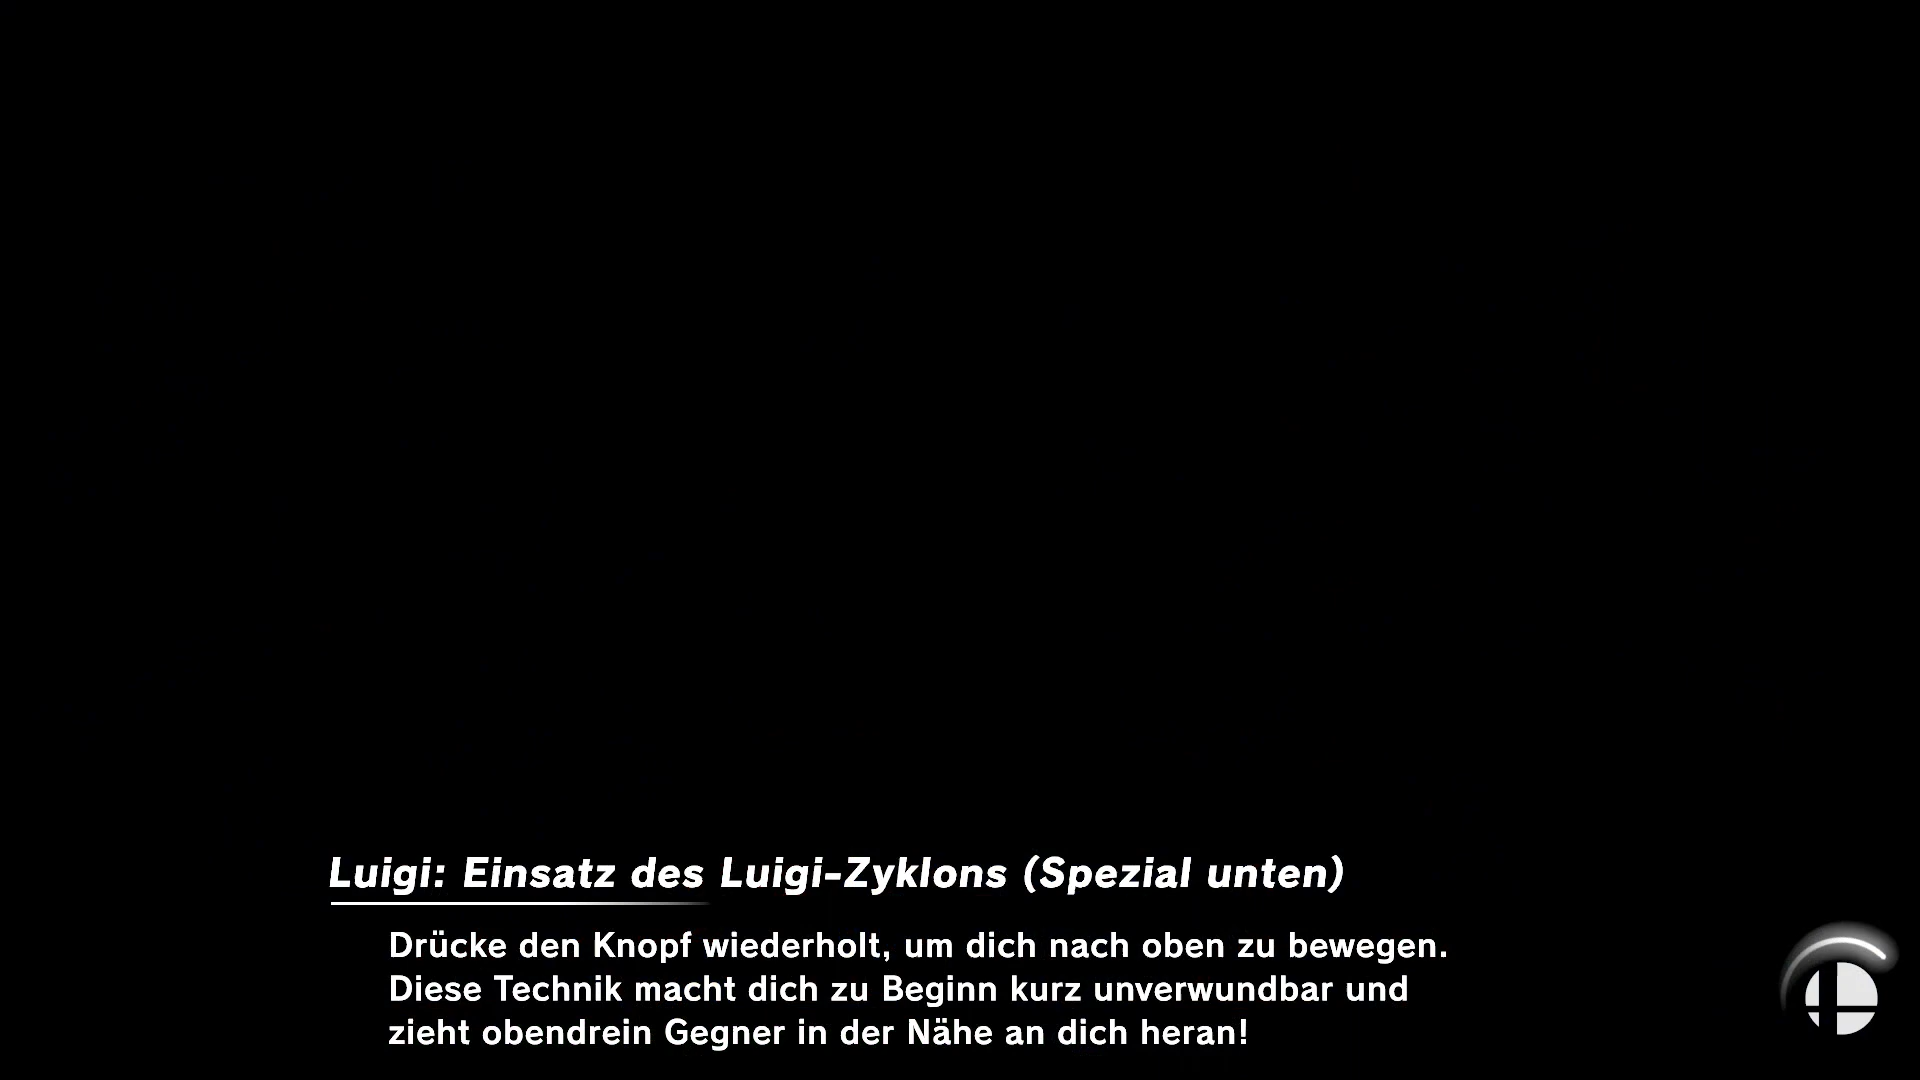 Luigi: Einsatz des Luigi-Zyklons (Spezial unten)
Drücke den Knopf wiederholt, um dich nach oben zu bewegen.
Diese Technik macht dich zu Beginn kurz unverwundbar und
zieht obendrein Gegner in der Nähe an dich heran!